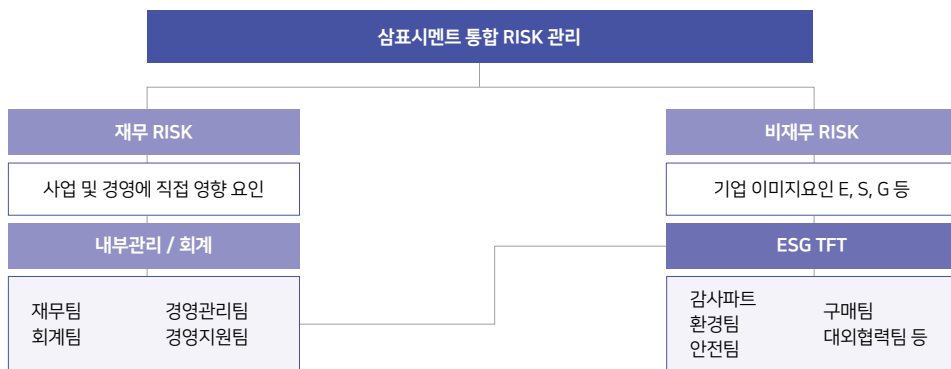 삼표시멘트 통합 RISK 관리
재무 RISK
사업 및 경영에 직접 영향 요인
내부관리 / 회계
재무팀
회계팀
경영관리팀
경영지원팀
비재무 RISK
기업 이미지요인 E, S, G 등
ESG TFT
감사파트
환경팀
안전팀
구매팀
대외협력팀 등